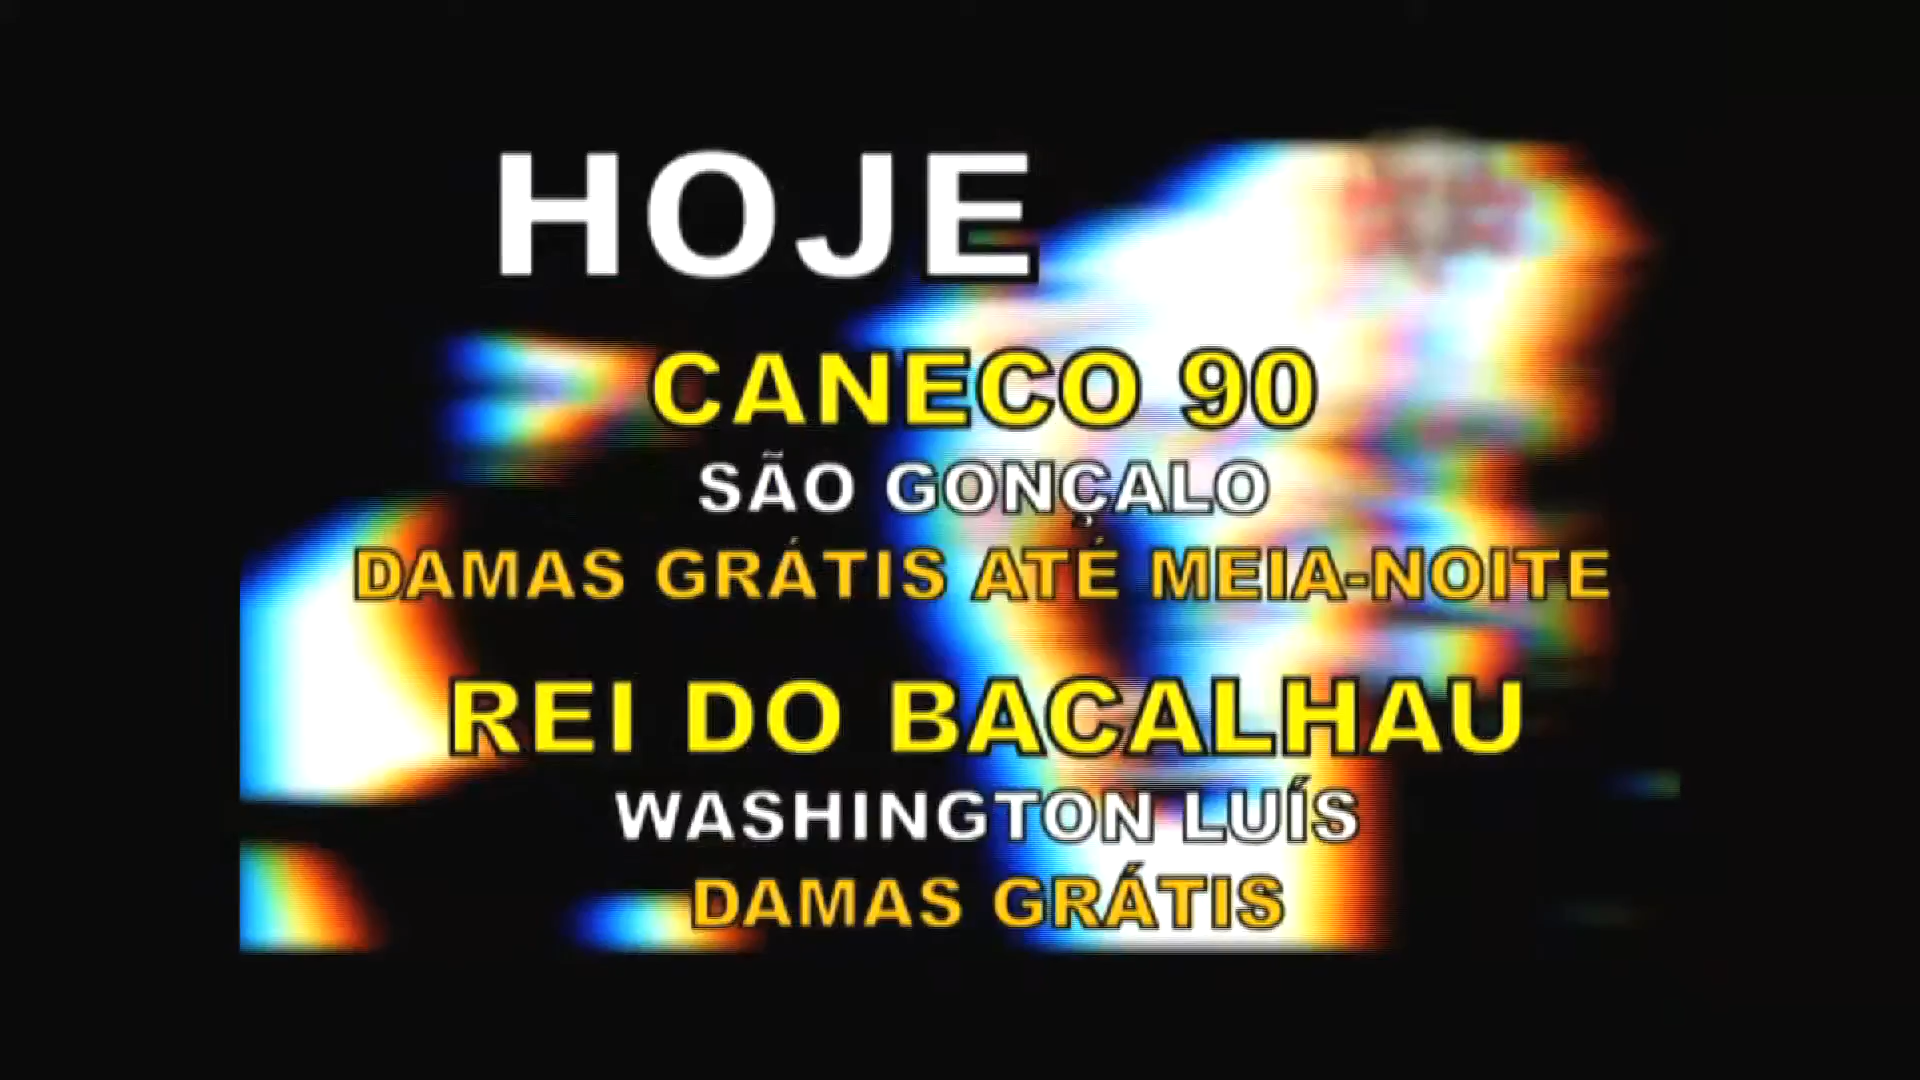 HOJE
CANECO 90
SÃO GONÇALO
DAMAS GRÁTIS ATÉ MEIA-NOITE
REI DO BACALHAU
WASHINGTON LUÍS
DAMAS GRÁTIS